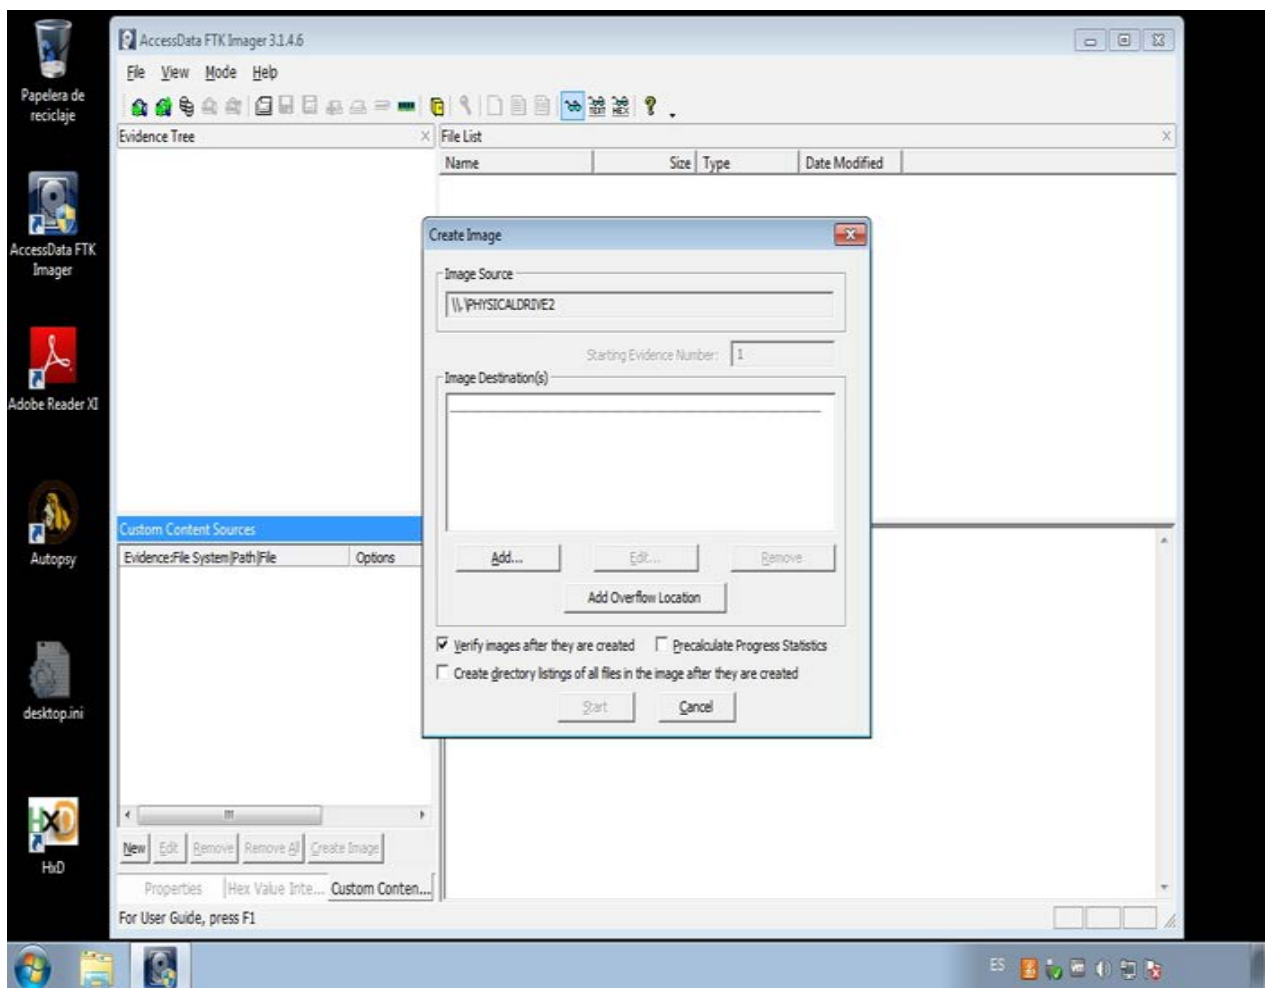 Papelera de
reciclaje
AccessData FTK
Imager
Adobe Reader XI
Autopsy
desktop.ini
HxD
AccessData FTK Imager 3.1.4.6
File View Mode Help
Evidence Tree
File List
Name Size Type Date Modified
Create Image
Image Source
\\.\PHYSICALDRIVE2
Starting Evidence Number: 1
Image Destination(s)
Add... Edit... Remove
Add Overflow Location
Verify images after they are created Precalculate Progress Statistics
Create directory listings of all files in the image after they are created
Start Cancel
Custom Content Sources
Evidence:File System|Path|File Options
New Edit Remove Remove All Create Image
Properties Hex Value Inte... Custom Conten...
For User Guide, press F1
ES